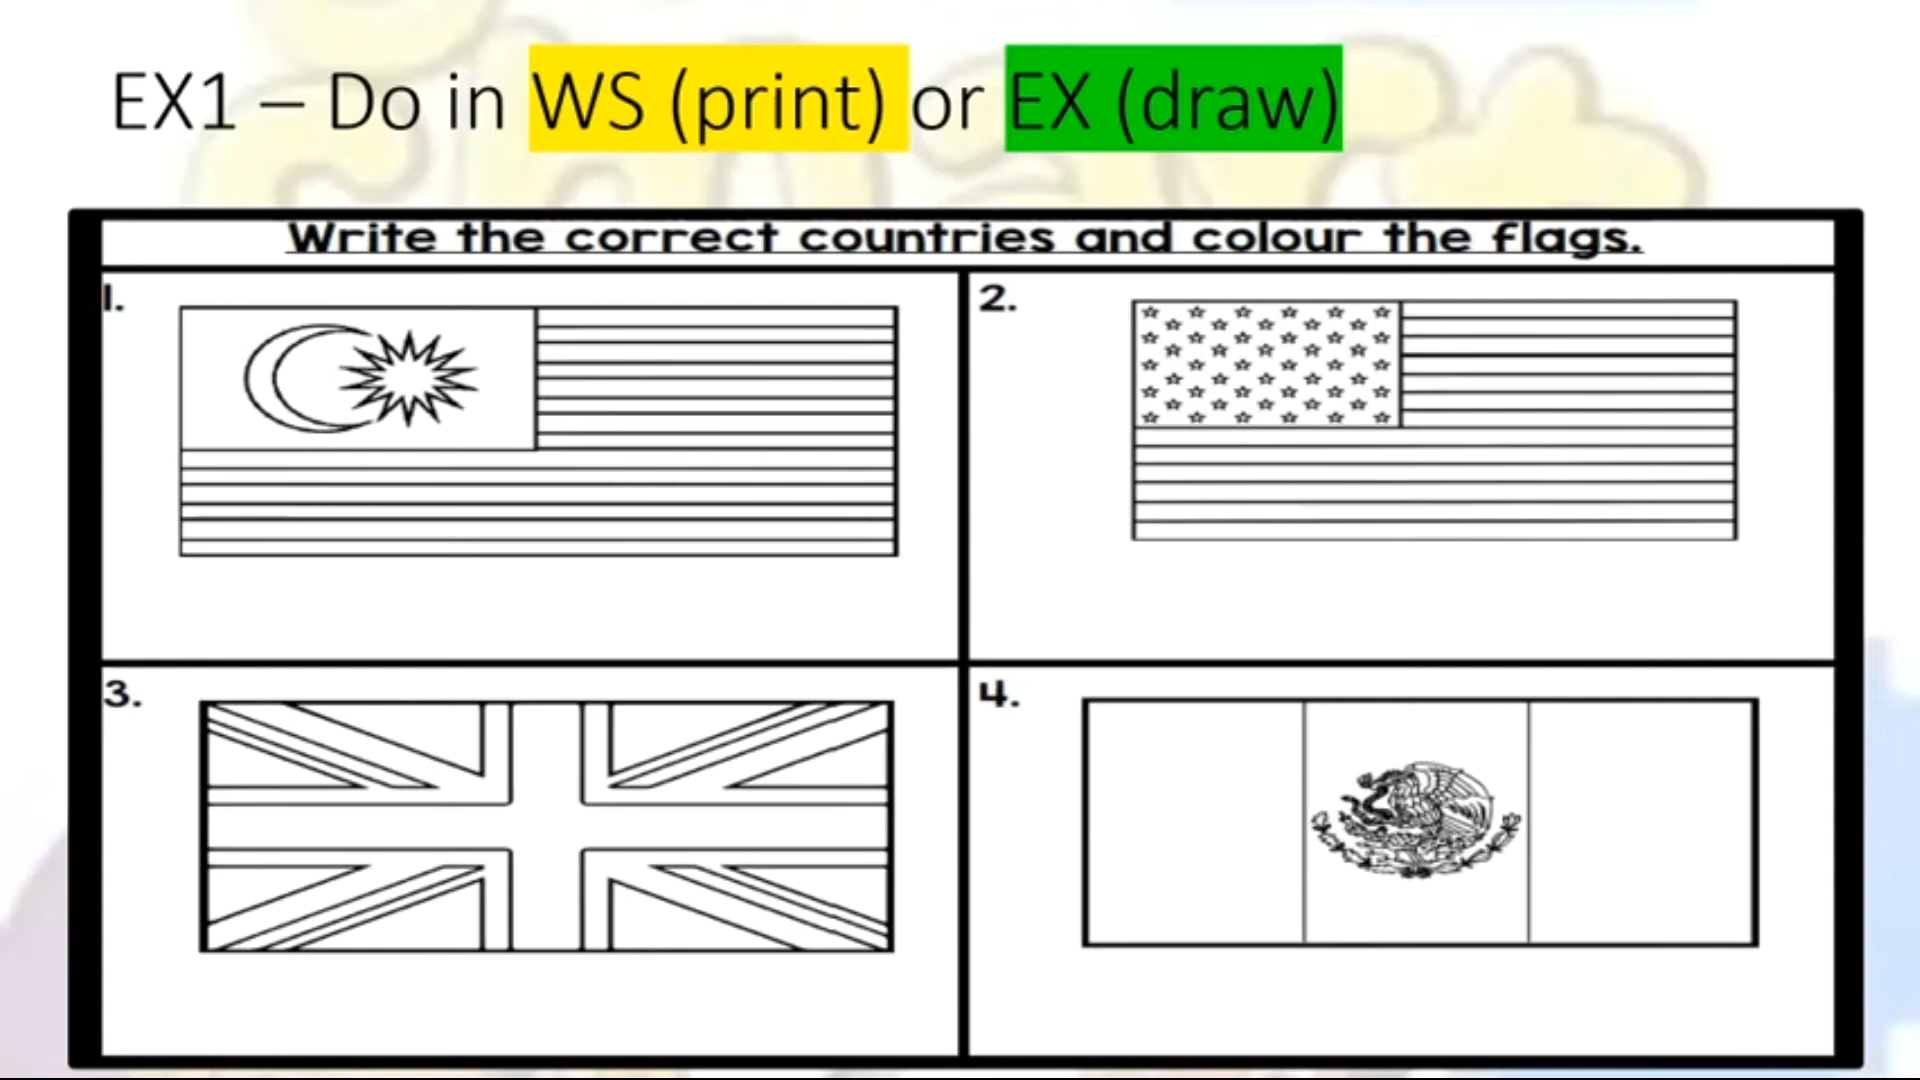 EX1 – Do in WS (print) or EX (draw)
Write the correct countries and colour the flags.
1.
2.
3.
4.